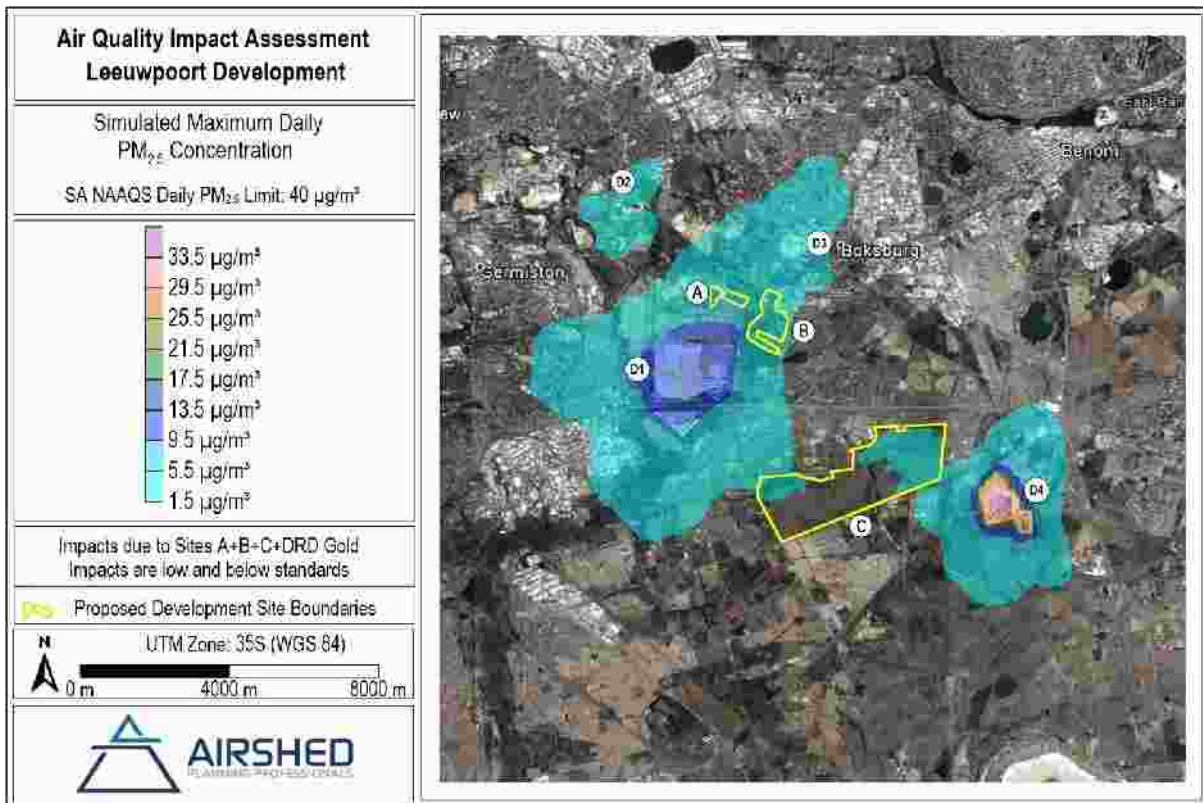 Air Quality Impact Assessment
Leeuwpoort Development
Simulated Maximum Daily
PM2.5 Concentration
SA NAAQS Daily PM2.5 Limit: 40 µg/m³
33.5 µg/m³
29.5 µg/m³
25.5 µg/m³
21.5 µg/m³
17.5 µg/m³
13.5 µg/m³
9.5 µg/m³
5.5 µg/m³
1.5 µg/m³
Impacts due to Sites A+B+C+DRD Gold
Impacts are low and below standards
Proposed Development Site Boundaries
N
UTM Zone: 35S (WGS 84)
0 m
4000 m
8000 m
AIRSHED
PLANNING PROFESSIONALS
Benoni
D2
D3
Boksburg
Germiston
A
B
D1
D4
C